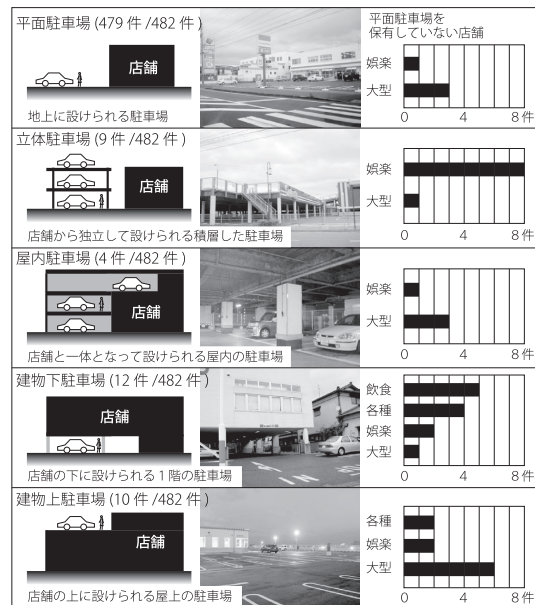 平面駐車場 (479 件 /482 件 )
店舗
地上に設けられる駐車場
平面駐車場を
保有していない店舗
娯楽
大型
0 4 8 件
立体駐車場 (9 件 /482 件 )
店舗
店舗から独立して設けられる積層した駐車場
娯楽
大型
0 4 8 件
屋内駐車場 (4 件 /482 件 )
店舗
店舗と一体となって設けられる屋内の駐車場
娯楽
大型
0 4 8 件
建物下駐車場 (12 件 /482 件 )
店舗
店舗の下に設けられる 1 階の駐車場
飲食
各種
娯楽
大型
0 4 8 件
建物上駐車場 (10 件 /482 件 )
店舗
店舗の上に設けられる屋上の駐車場
各種
娯楽
大型
0 4 8 件